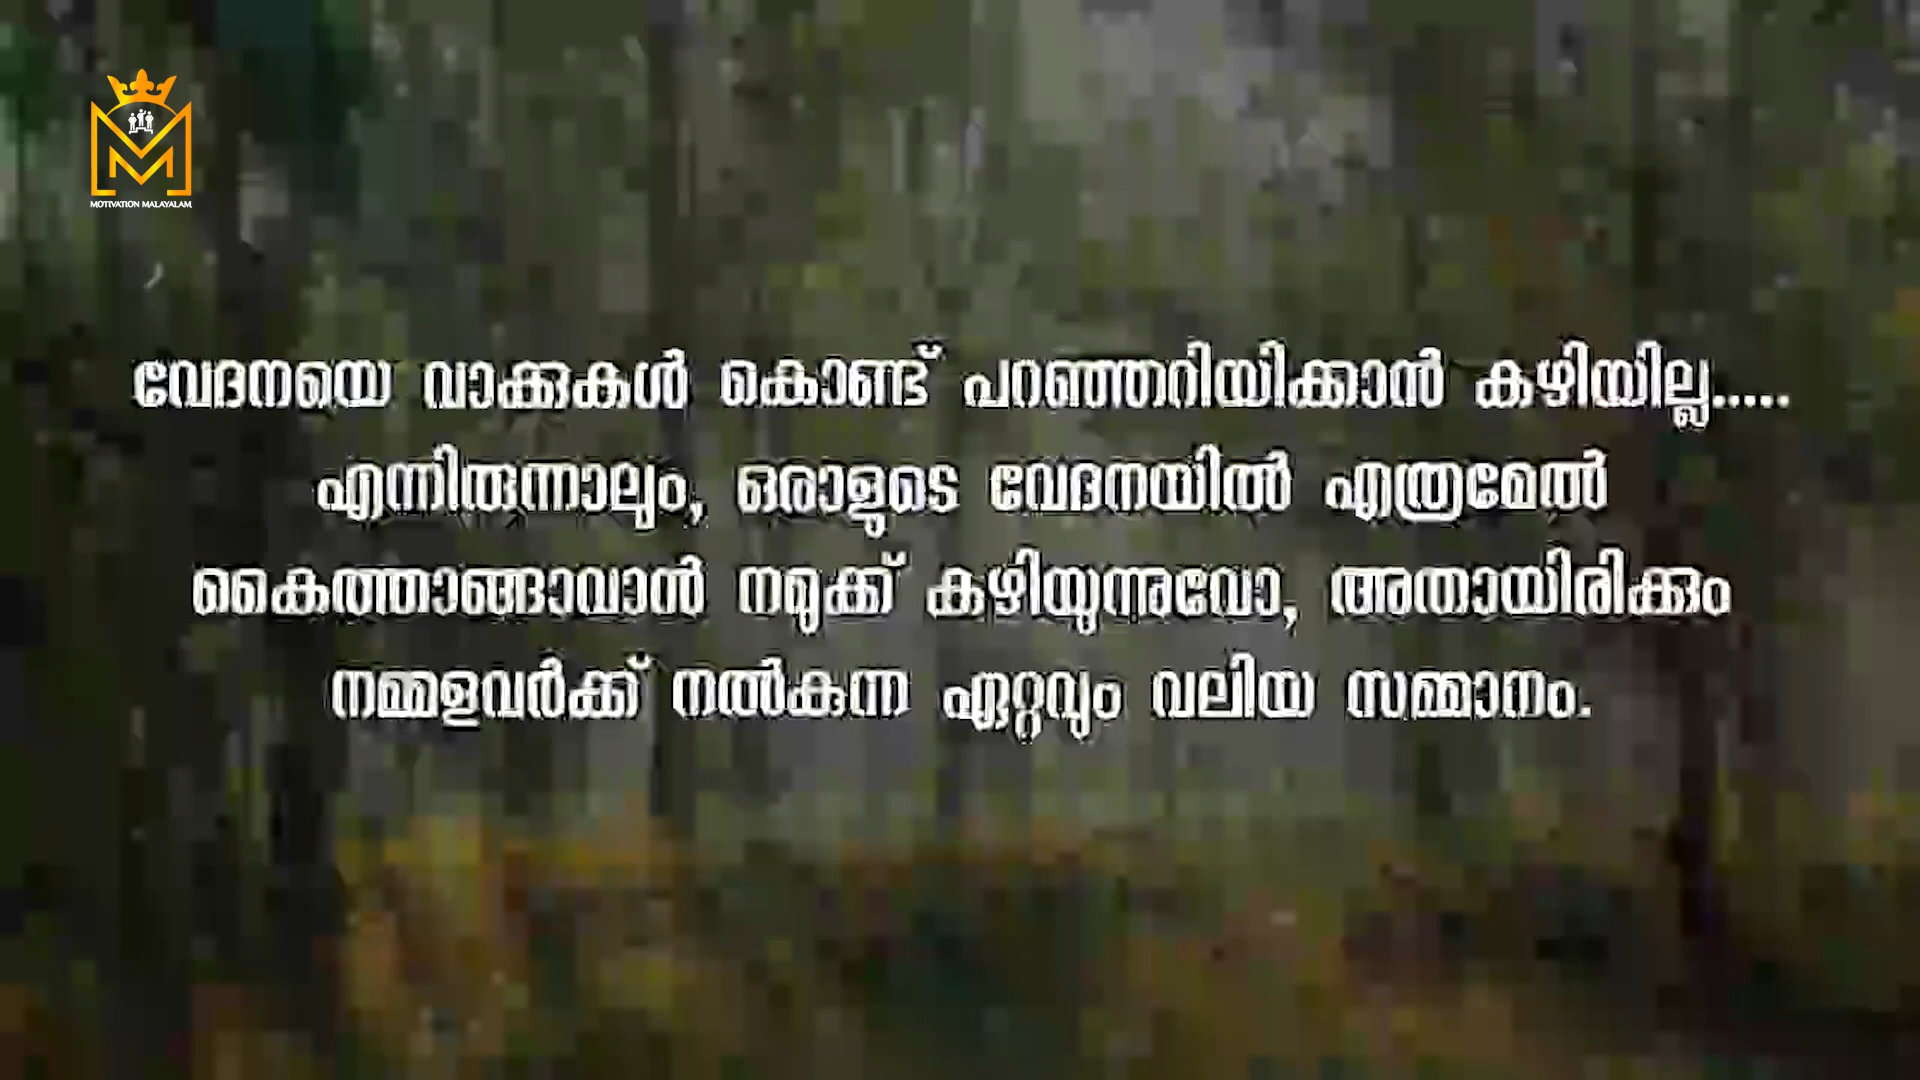 MOTIVATION MALAYALAM
വേദനയെ വാക്കുകൾ കൊണ്ട് പറഞ്ഞറിയിക്കാൻ കഴിയില്ല.....
എന്നിരുന്നാലും, ഒരാളുടെ വേദനയിൽ എത്രമേൽ
കൈത്താങ്ങാവാൻ നമുക്ക് കഴിയുന്നുവോ, അതായിരിക്കും
നമ്മളവർക്ക് നൽകുന്ന ഏറ്റവും വലിയ സമ്മാനം.